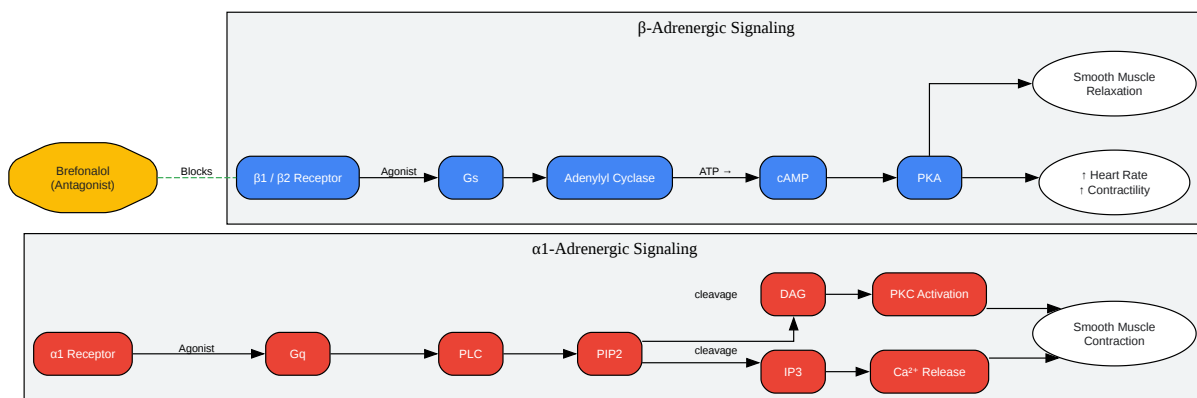 β-Adrenergic Signaling
Smooth Muscle
Relaxation
Brefonalol
(Antagonist)
Blocks
β1 / β2 Receptor
Agonist
Gs
Adenylyl Cyclase
ATP →
cAMP
PKA
↑ Heart Rate
↑ Contractility
α1-Adrenergic Signaling
cleavage
DAG
PKC Activation
Smooth Muscle
Contraction
α1 Receptor
Agonist
Gq
PLC
PIP2
cleavage
IP3
Ca²⁺ Release